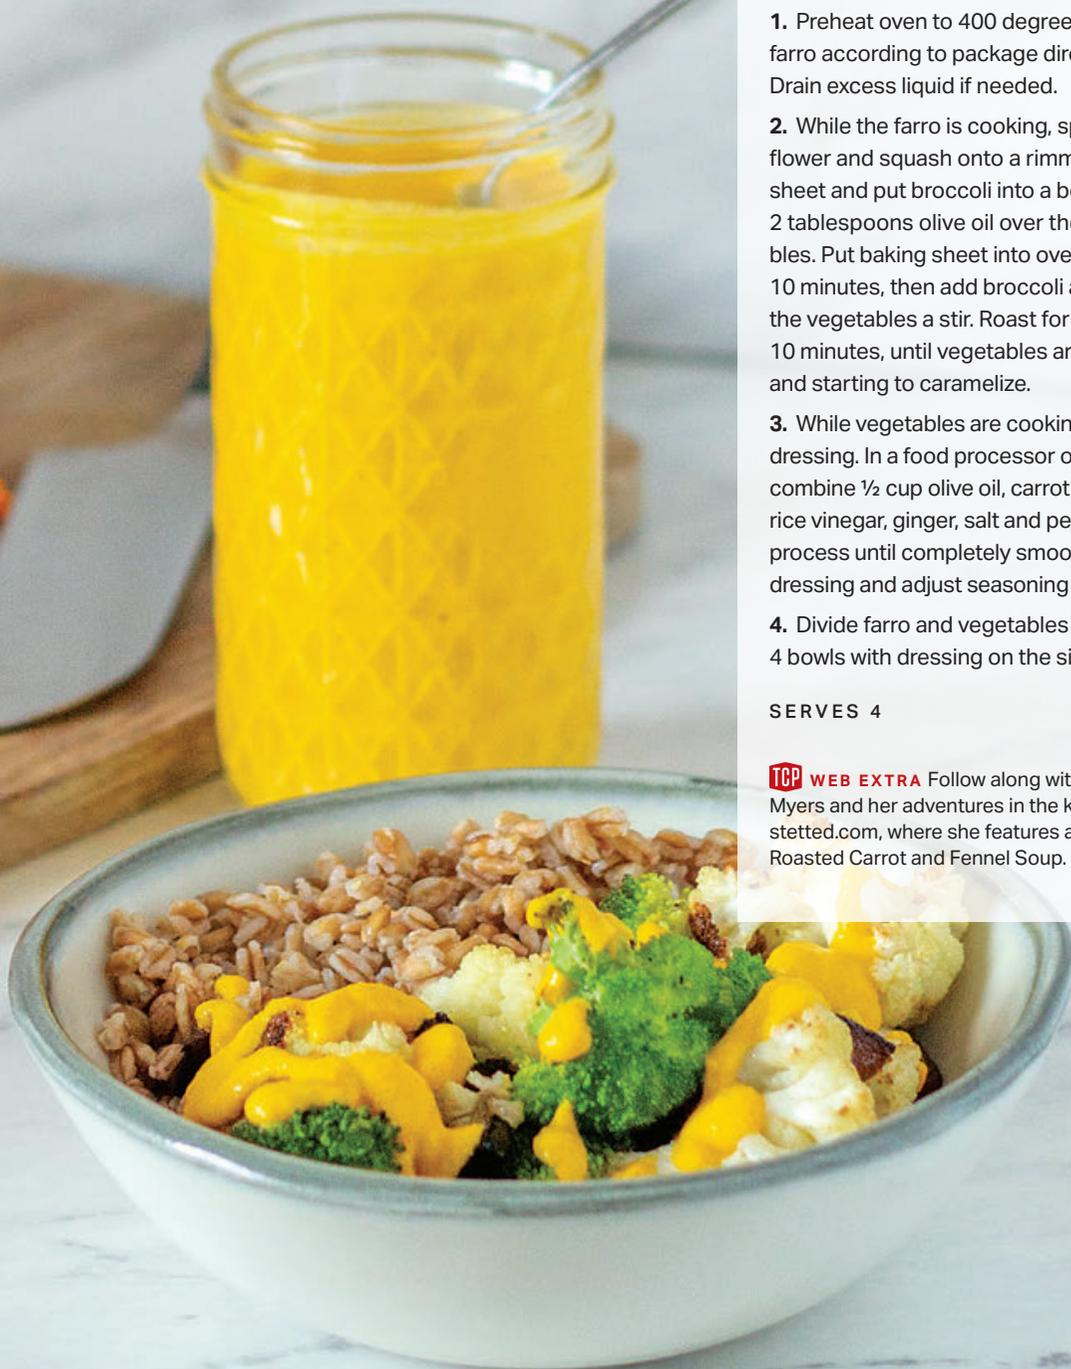 1. Preheat oven to 400 degree
farro according to package dir
Drain excess liquid if needed.
2. While the farro is cooking, s
flower and squash onto a rimm
sheet and put broccoli into a b
2 tablespoons olive oil over th
bles. Put baking sheet into ove
10 minutes, then add broccoli a
the vegetables a stir. Roast for
10 minutes, until vegetables ar
and starting to caramelize.
3. While vegetables are cookin
dressing. In a food processor o
combine ½ cup olive oil, carrot
rice vinegar, ginger, salt and pe
process until completely smoo
dressing and adjust seasoning
4. Divide farro and vegetables
4 bowls with dressing on the si
SERVES 4
TCP WEB EXTRA Follow along wit
Myers and her adventures in the k
stetted.com, where she features a
Roasted Carrot and Fennel Soup.